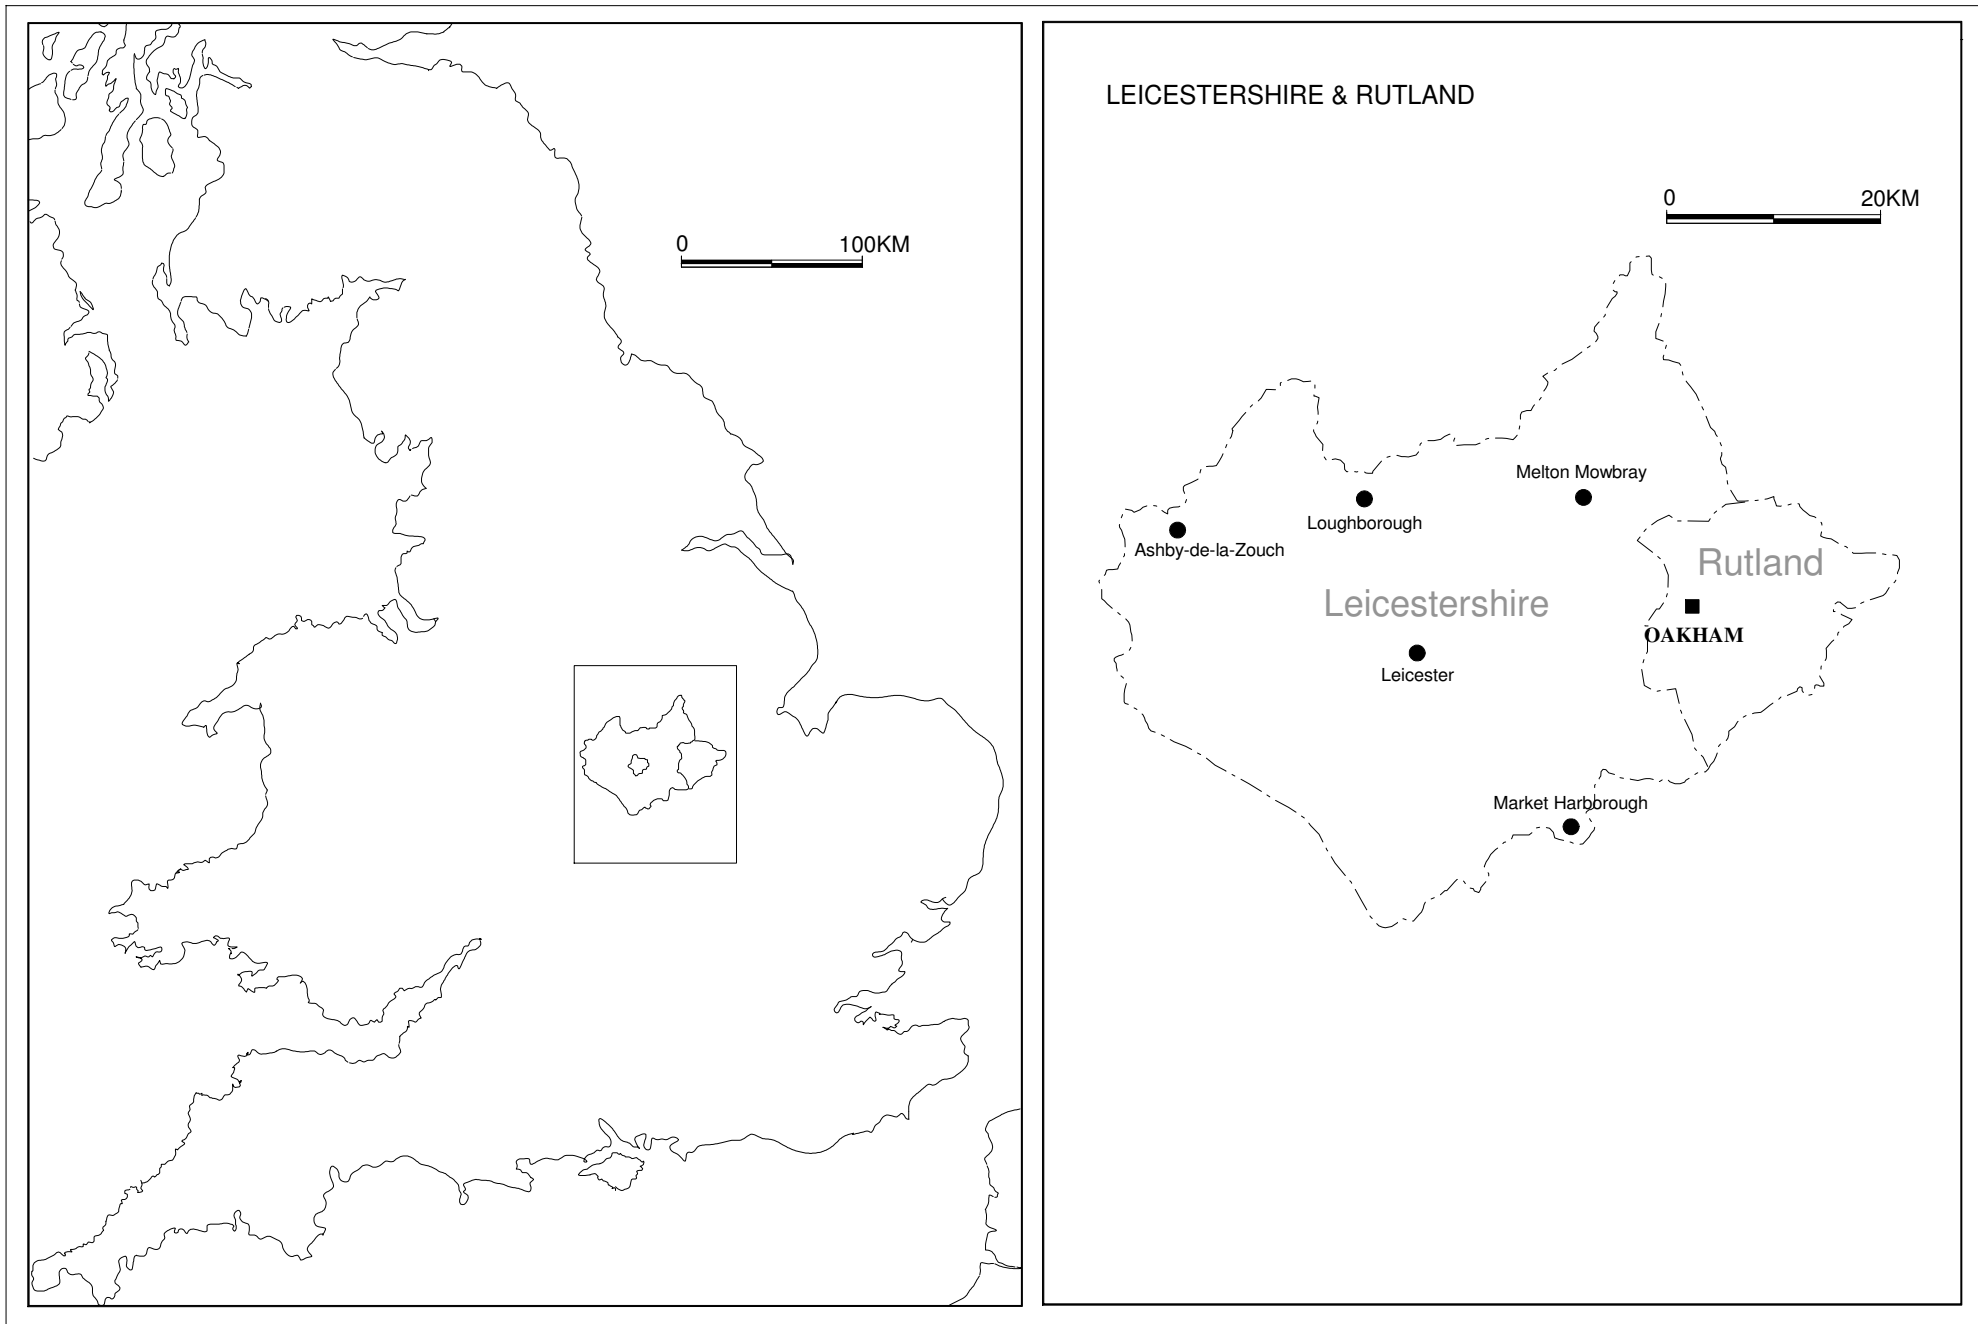 0 100KM
LEICESTERSHIRE & RUTLAND
0 20KM
Melton Mowbray
Loughborough
Ashby-de-la-Zouch
Rutland
Leicestershire
OAKHAM
Leicester
Market Harborough